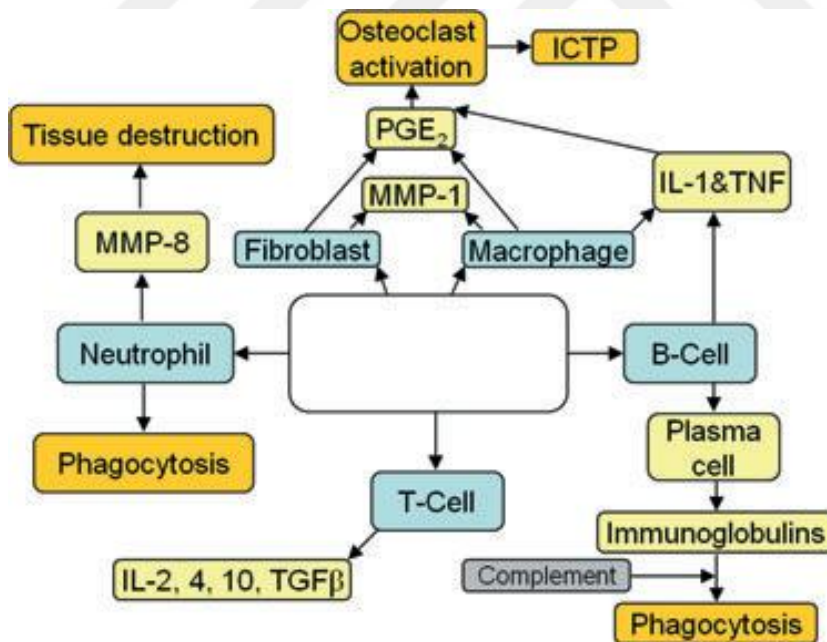 Osteoclast
activation
ICTP
Tissue destruction
PGE₂
IL-1&TNF
MMP-1
MMP-8
Fibroblast
Macrophage
Neutrophil
B-Cell
Phagocytosis
Plasma
cell
T-Cell
Immunoglobulins
IL-2, 4, 10, TGFβ
Complement
Phagocytosis